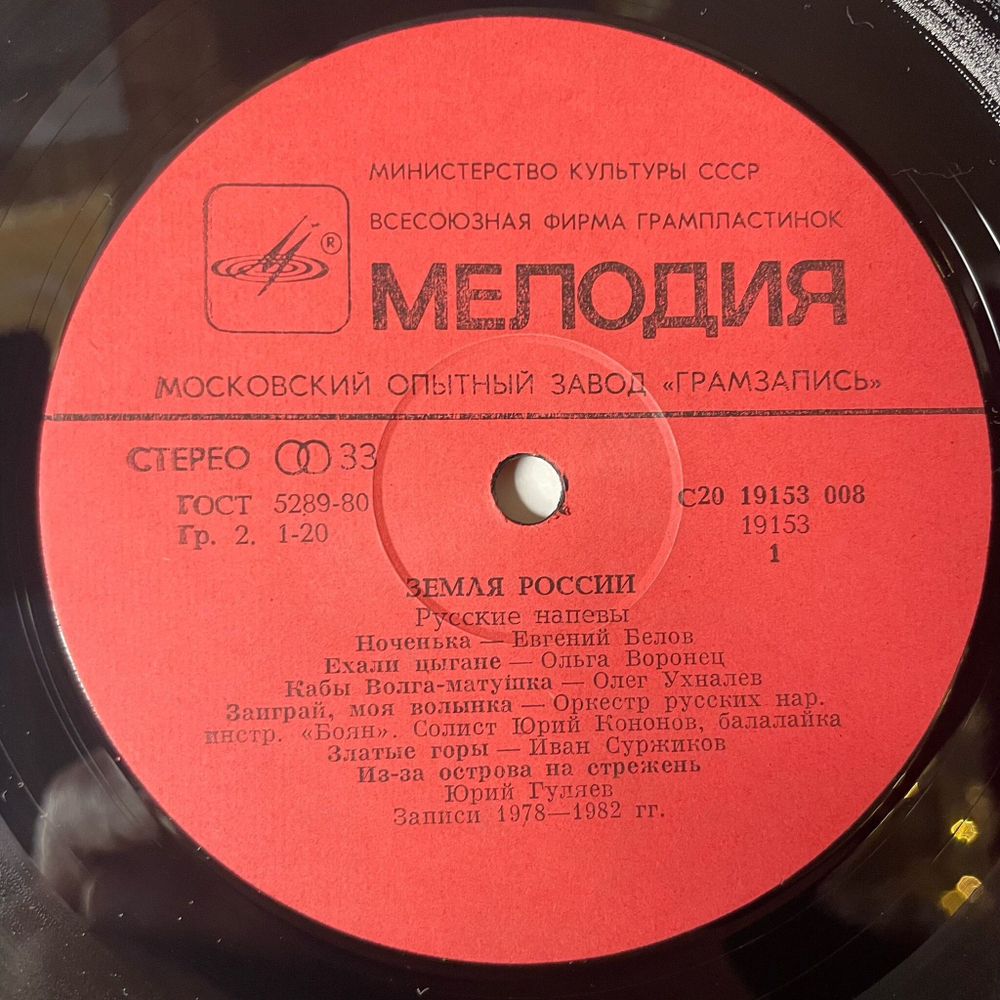 МИНИСТЕРСТВО КУЛЬТУРЫ СССР
ВСЕСОЮЗНАЯ ФИРМА ГРАМПЛАСТИНОК
®
МЕЛОДИЯ
МОСКОВСКИЙ ОПЫТНЫЙ ЗАВОД «ГРАМЗАПИСЬ»
СТЕРЕО 33
ГОСТ 5289-80
Гр. 2. 1-20
С20 19153 008
19153
1
ЗЕМЛЯ РОССИИ
Русские напевы
Ноченька — Евгений Белов
Ехали цыгане — Ольга Воронец
Кабы Волга-матушка — Олег Ухналев
Заиграй, моя волынка — Оркестр русских нар.
инстр. «Боян». Солист Юрий Кононов, балалайка
Златые горы — Иван Суржиков
Из-за острова на стрежень
Юрий Гуляев
Записи 1978—1982 гг.